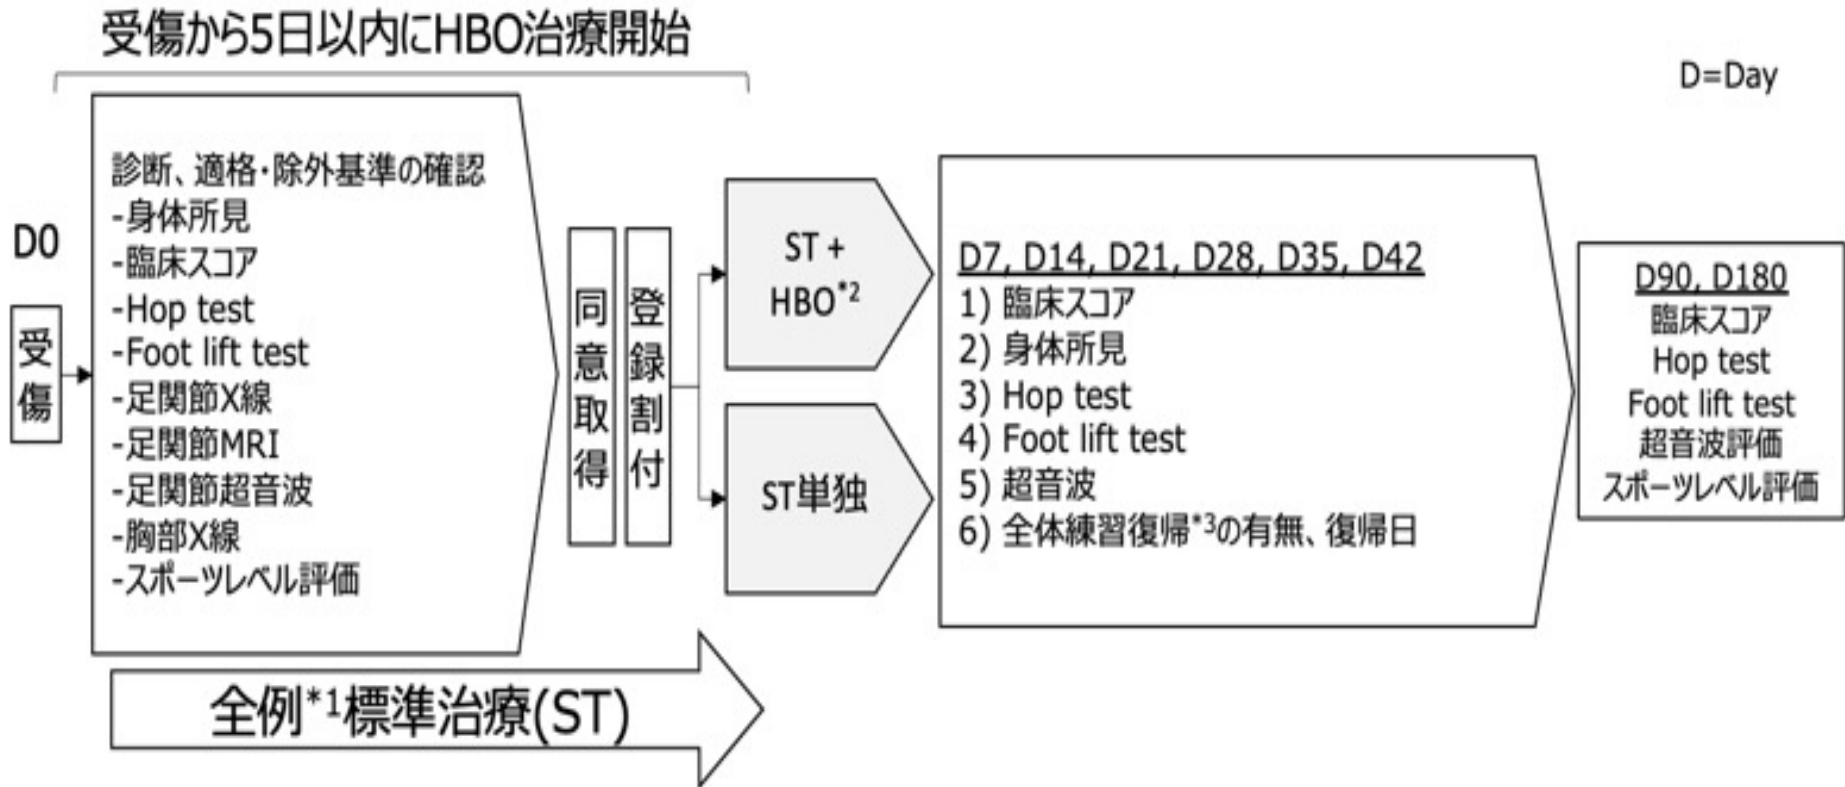 受傷から5日以内にHBO治療開始
D=Day
D0
受傷
診断、適格・除外基準の確認
-身体所見
-臨床スコア
-Hop test
-Foot lift test
-足関節X線
-足関節MRI
-足関節超音波
-胸部X線
-スポーツレベル評価
同意取得
登録割付
ST +
HBO*2
ST単独
D7, D14, D21, D28, D35, D42
1) 臨床スコア
2) 身体所見
3) Hop test
4) Foot lift test
5) 超音波
6) 全体練習復帰*3の有無、復帰日
D90, D180
臨床スコア
Hop test
Foot lift test
超音波評価
スポーツレベル評価
全例*1標準治療(ST)